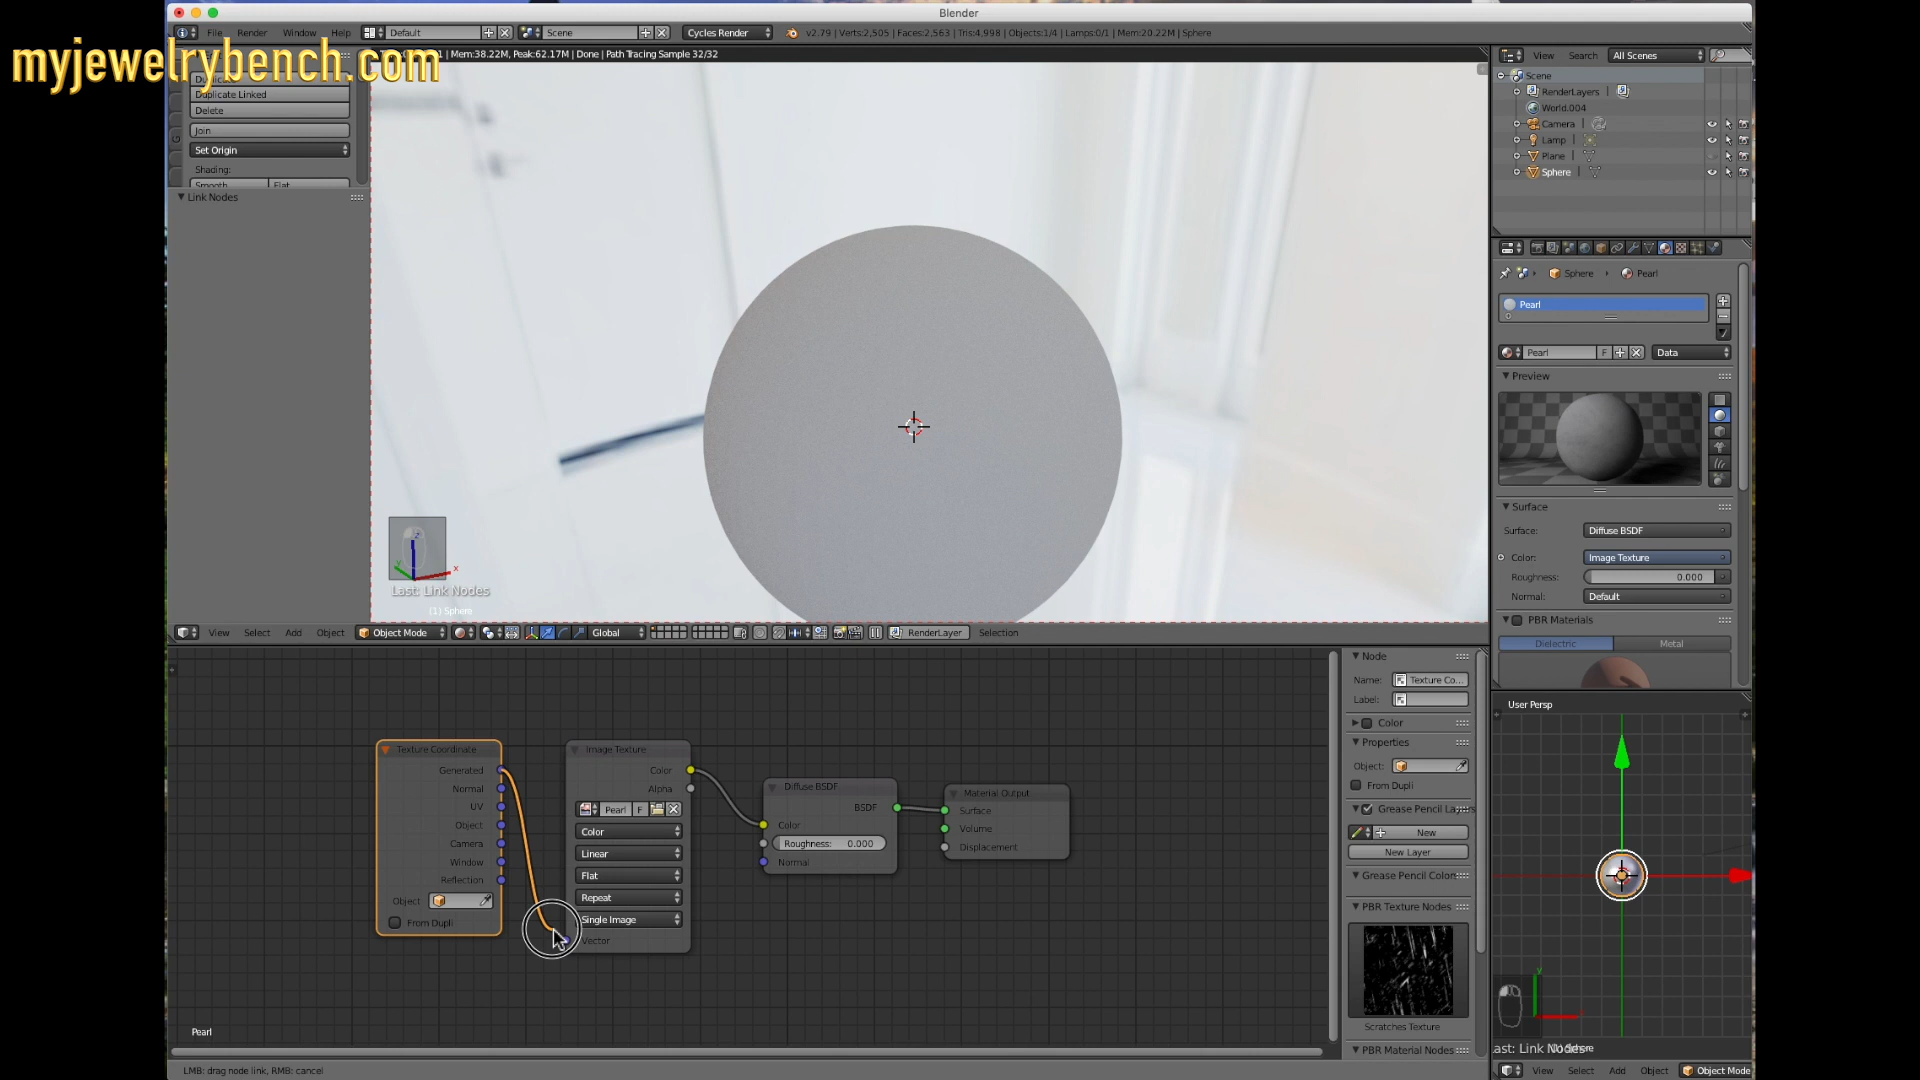 Blender
File Render Window Help Default Scene Cycles Render v2.79 | Verts:2,505 | Faces:2,563 | Tris:4,998 | Objects:1/4 | Lamps:0/1 | Mem:20.22M | Sphere
myjewelrybench.com
| Mem:38.22M, Peak:62.17M | Done | Path Tracing Sample 32/32
Duplicate Linked
Delete
Join
Set Origin
Shading:
Smooth Flat
Link Nodes
Last: Link Nodes
(1) Sphere
View Select Add Object Object Mode Global RenderLayer Selection
View Search All Scenes
Scene
RenderLayers |
World.004
Camera |
Lamp |
Plane |
Sphere |
Sphere Pearl
Pearl
Pearl F Data
Preview
Surface
Surface: Diffuse BSDF
Color: Image Texture
Roughness: 0.000
Normal: Default
PBR Materials
Dielectric Metal
Texture Coordinate
Generated
Normal
UV
Object
Camera
Window
Reflection
Object
From Dupli
Image Texture
Color
Alpha
Pearl F
Color
Linear
Flat
Repeat
Single Image
Vector
Diffuse BSDF
BSDF
Color
Roughness: 0.000
Normal
Material Output
Surface
Volume
Displacement
Pearl
Node
Name: Texture Co...
Label:
Color
Properties
Object:
From Dupli
Grease Pencil Layers
New
New Layer
Grease Pencil Colors
PBR Texture Nodes
Scratches Texture
PBR Material Nodes
User Persp
View Select Add Object Object Mode
LMB: drag node link, RMB: cancel